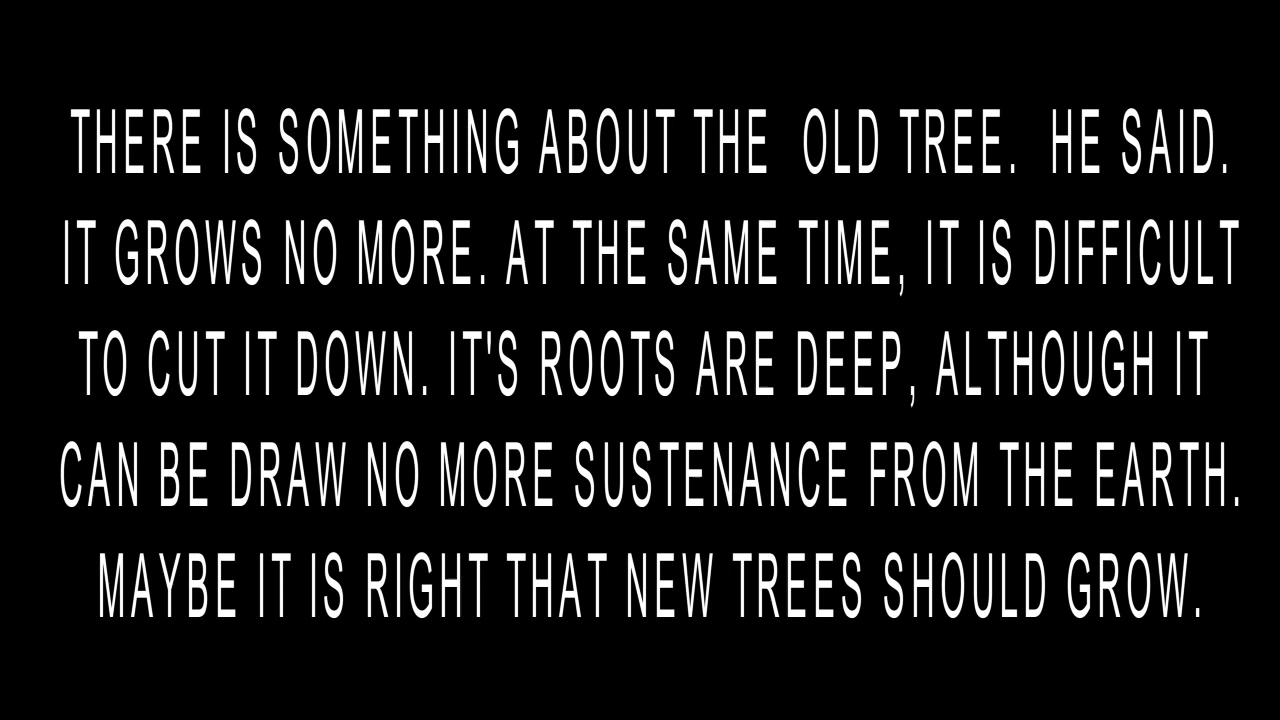 THERE IS SOMETHING ABOUT THE  OLD TREE.  HE SAID.
IT GROWS NO MORE. AT THE SAME TIME, IT IS DIFFICULT
TO CUT IT DOWN. IT'S ROOTS ARE DEEP, ALTHOUGH IT
CAN BE DRAW NO MORE SUSTENANCE FROM THE EARTH.
MAYBE IT IS RIGHT THAT NEW TREES SHOULD GROW.